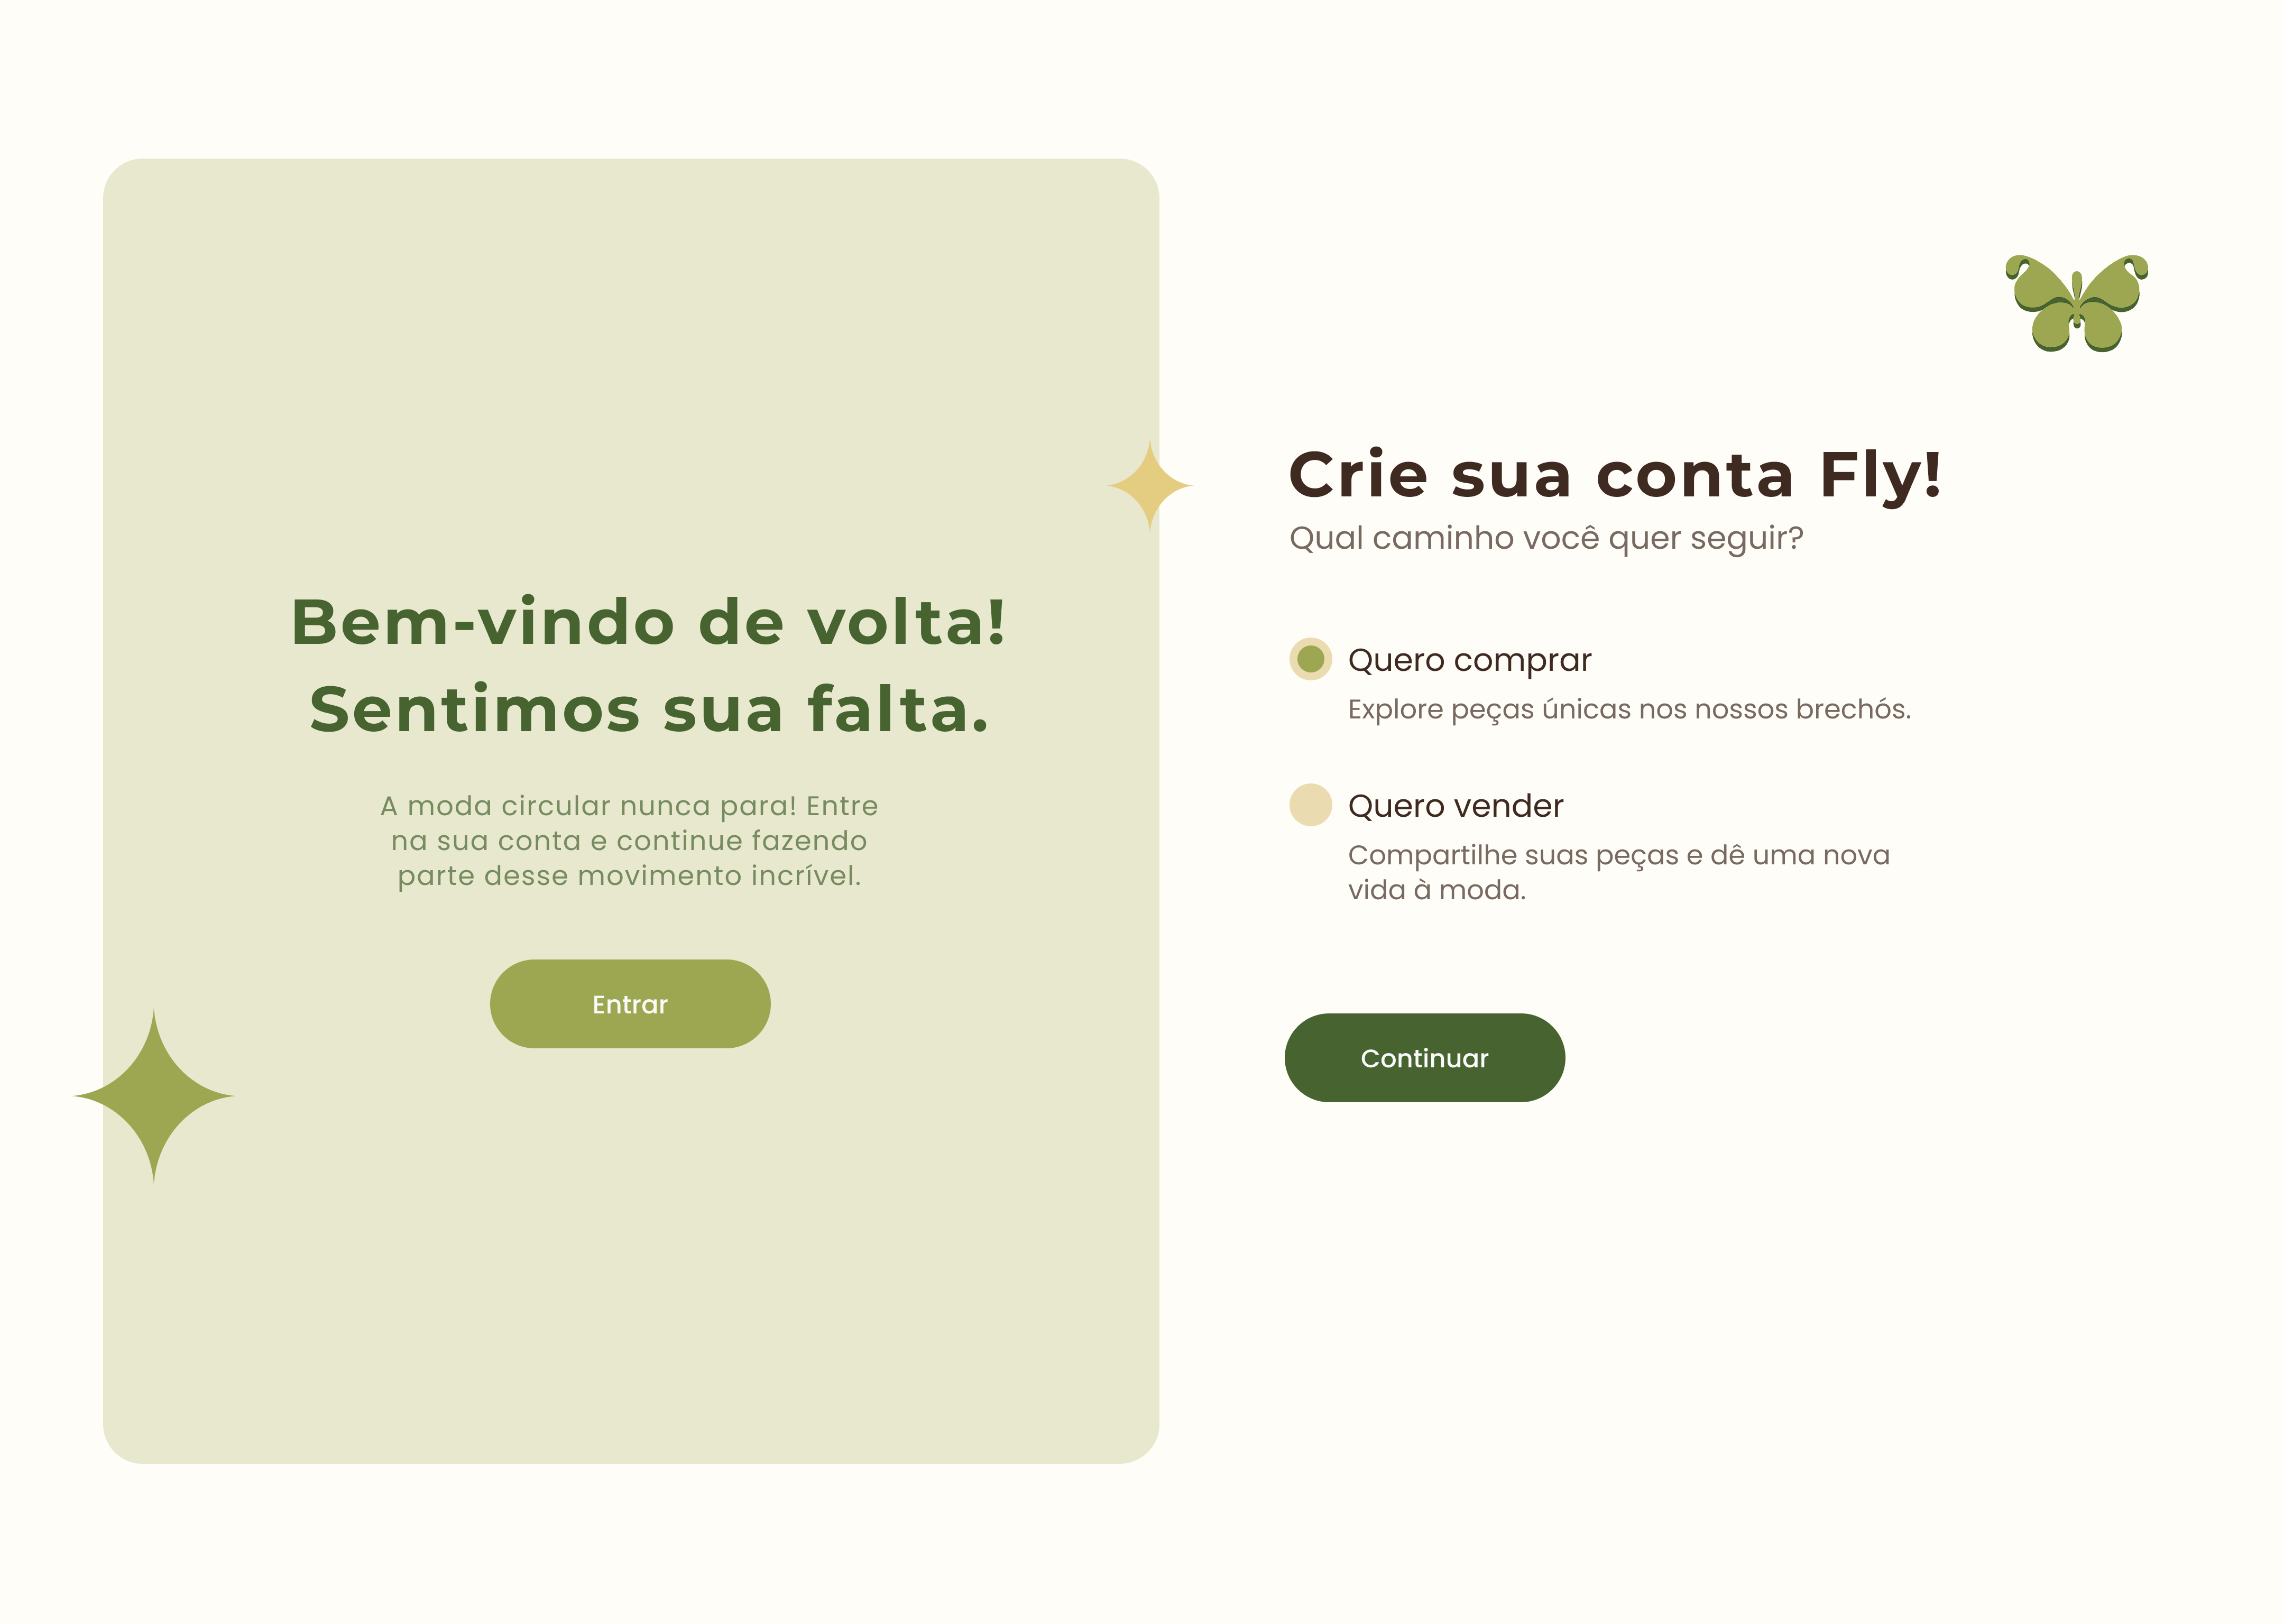 Bem-vindo de volta!
Sentimos sua falta.
A moda circular nunca para! Entre
na sua conta e continue fazendo
parte desse movimento incrível.
Entrar
Crie sua conta Fly!
Qual caminho você quer seguir?
Quero comprar
Explore peças únicas nos nossos brechós.
Quero vender
Compartilhe suas peças e dê uma nova
vida à moda.
Continuar